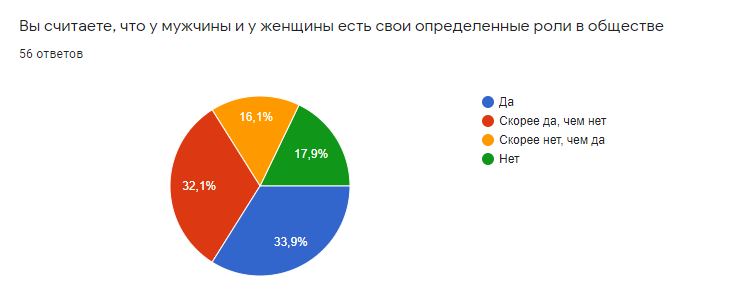 Вы считаете, что у мужчины и у женщины есть свои определенные роли в обществе
56 ответов
16,1%
17,9%
32,1%
33,9%
Да
Скорее да, чем нет
Скорее нет, чем да
Нет